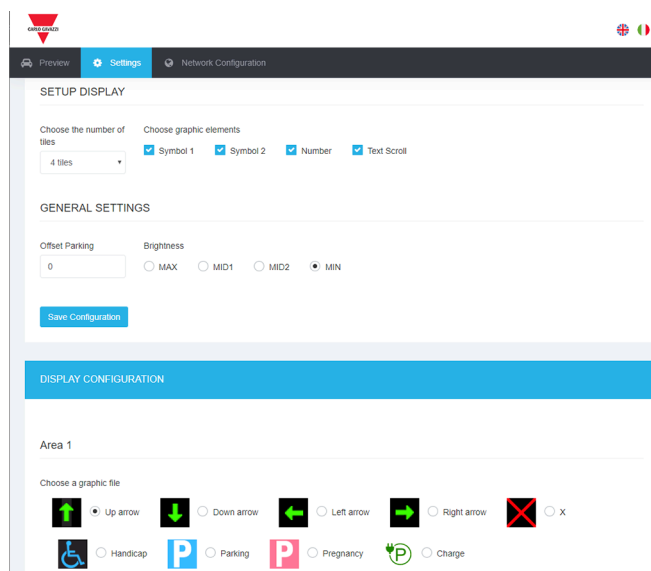 CARLO GAVAZZI
Preview Settings Network Configuration
SETUP DISPLAY
Choose the number of tiles
Choose graphic elements
4 tiles
Symbol 1 Symbol 2 Number Text Scroll
GENERAL SETTINGS
Offset Parking Brightness
0 MAX MID1 MID2 MIN
Save Configuration
DISPLAY CONFIGURATION
Area 1
Choose a graphic file
Up arrow Down arrow Left arrow Right arrow X
Handicap P Parking P Pregnancy P Charge